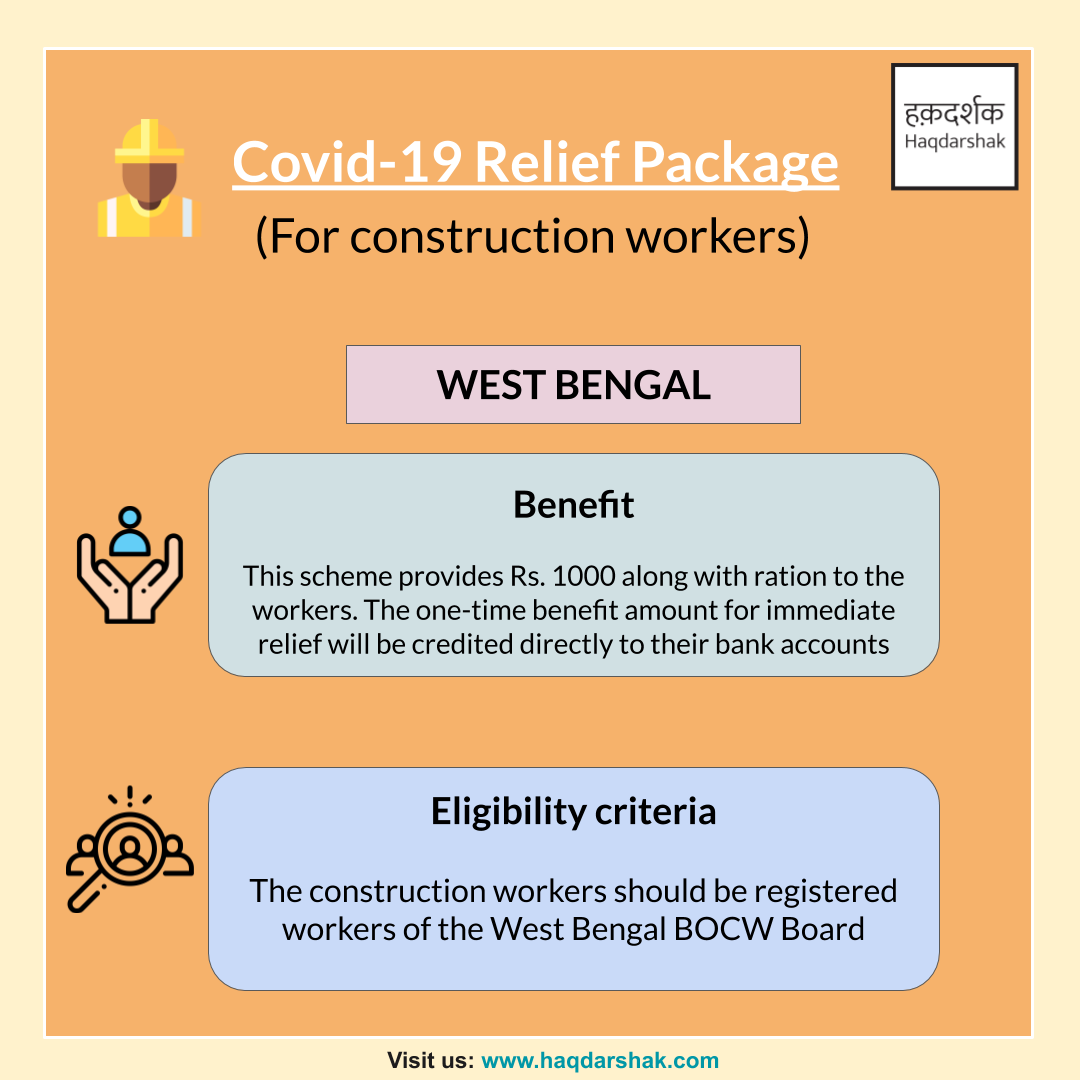 हक़दर्शक
Haqdarshak
Covid-19 Relief Package
(For construction workers)
WEST BENGAL
Benefit
This scheme provides Rs. 1000 along with ration to the
workers. The one-time benefit amount for immediate
relief will be credited directly to their bank accounts
Eligibility criteria
The construction workers should be registered
workers of the West Bengal BOCW Board
Visit us: www.haqdarshak.com